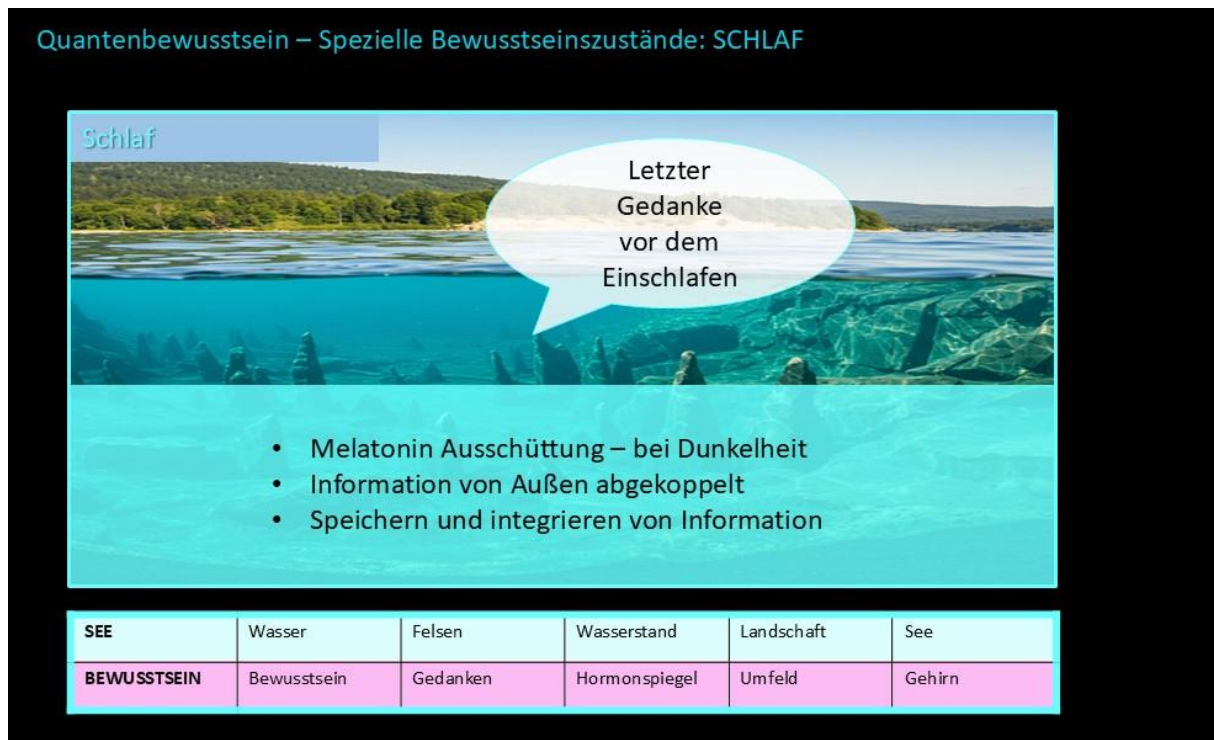 Quantenbewusstsein – Spezielle Bewusstseinszustände: SCHLAF
Schlaf
Letzter
Gedanke
vor dem
Einschlafen
• Melatonin Ausschüttung – bei Dunkelheit
• Information von Außen abgekoppelt
• Speichern und integrieren von Information
SEE Wasser Felsen Wasserstand Landschaft See
BEWUSSTSEIN Bewusstsein Gedanken Hormonspiegel Umfeld Gehirn